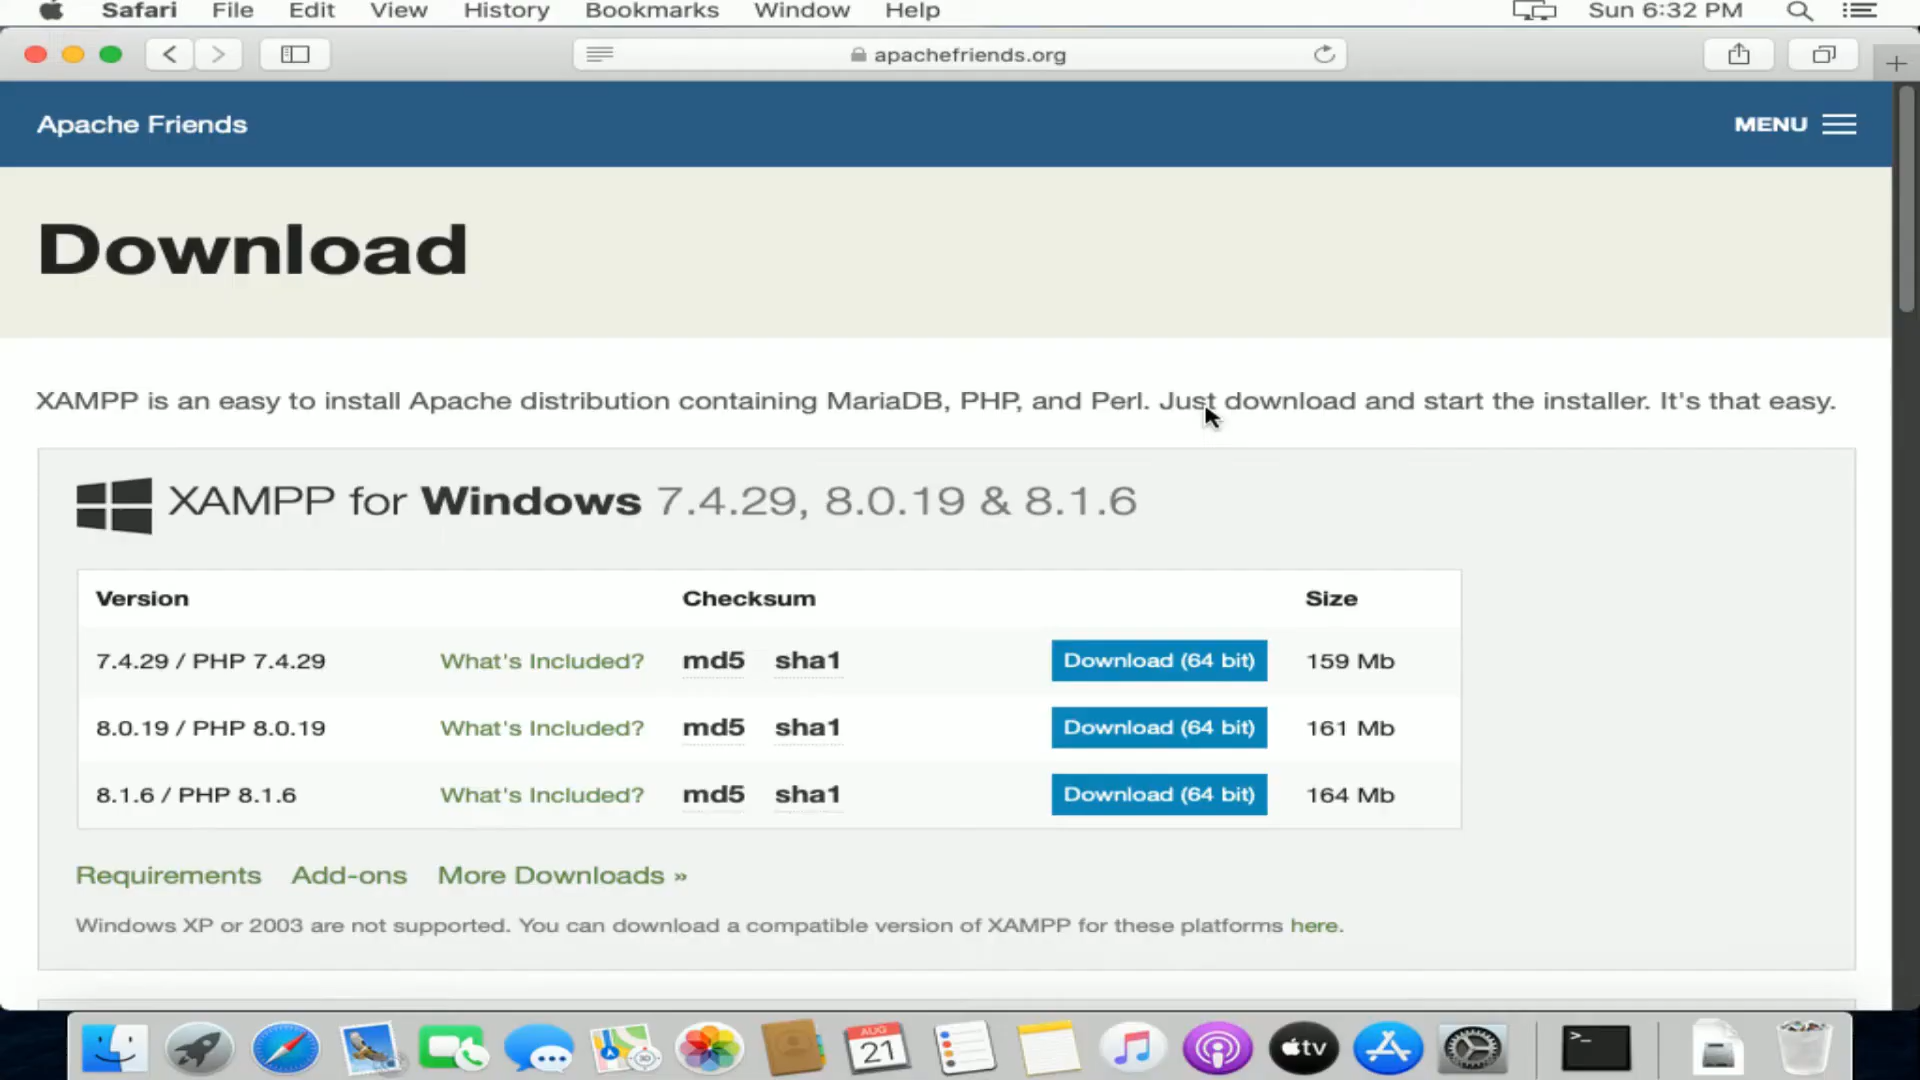 Safari File Edit View History Bookmarks Window Help Sun 6:32 PM
apachefriends.org
Apache Friends MENU
Download
XAMPP is an easy to install Apache distribution containing MariaDB, PHP, and Perl. Just download and start the installer. It's that easy.
XAMPP for Windows 7.4.29, 8.0.19 & 8.1.6
Version Checksum Size
7.4.29 / PHP 7.4.29 What's Included? md5 sha1 Download (64 bit) 159 Mb
8.0.19 / PHP 8.0.19 What's Included? md5 sha1 Download (64 bit) 161 Mb
8.1.6 / PHP 8.1.6 What's Included? md5 sha1 Download (64 bit) 164 Mb
Requirements Add-ons More Downloads »
Windows XP or 2003 are not supported. You can download a compatible version of XAMPP for these platforms here.
AUG
21
tv
>_